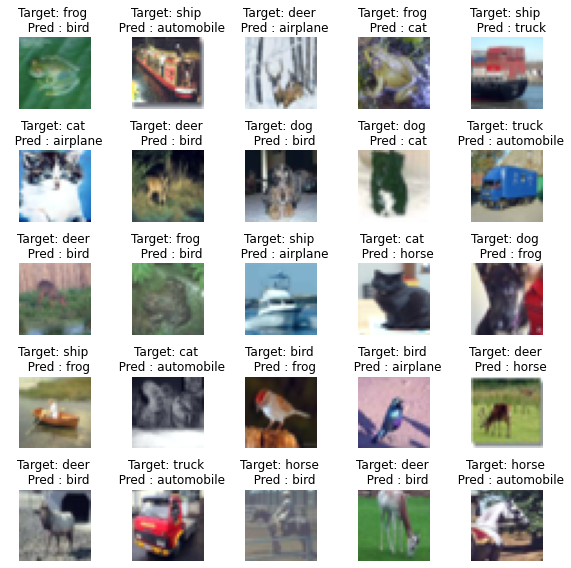 Target: frog
Pred : bird
Target: ship
Pred : automobile
Target: deer
Pred : airplane
Target: frog
Pred : cat
Target: ship
Pred : truck
Target: cat
Pred : airplane
Target: deer
Pred : bird
Target: dog
Pred : bird
Target: dog
Pred : cat
Target: truck
Pred : automobile
Target: deer
Pred : bird
Target: frog
Pred : bird
Target: ship
Pred : airplane
Target: cat
Pred : horse
Target: dog
Pred : frog
Target: ship
Pred : frog
Target: cat
Pred : automobile
Target: bird
Pred : frog
Target: bird
Pred : airplane
Target: deer
Pred : horse
Target: deer
Pred : bird
Target: truck
Pred : automobile
Target: horse
Pred : bird
Target: deer
Pred : bird
Target: horse
Pred : automobile